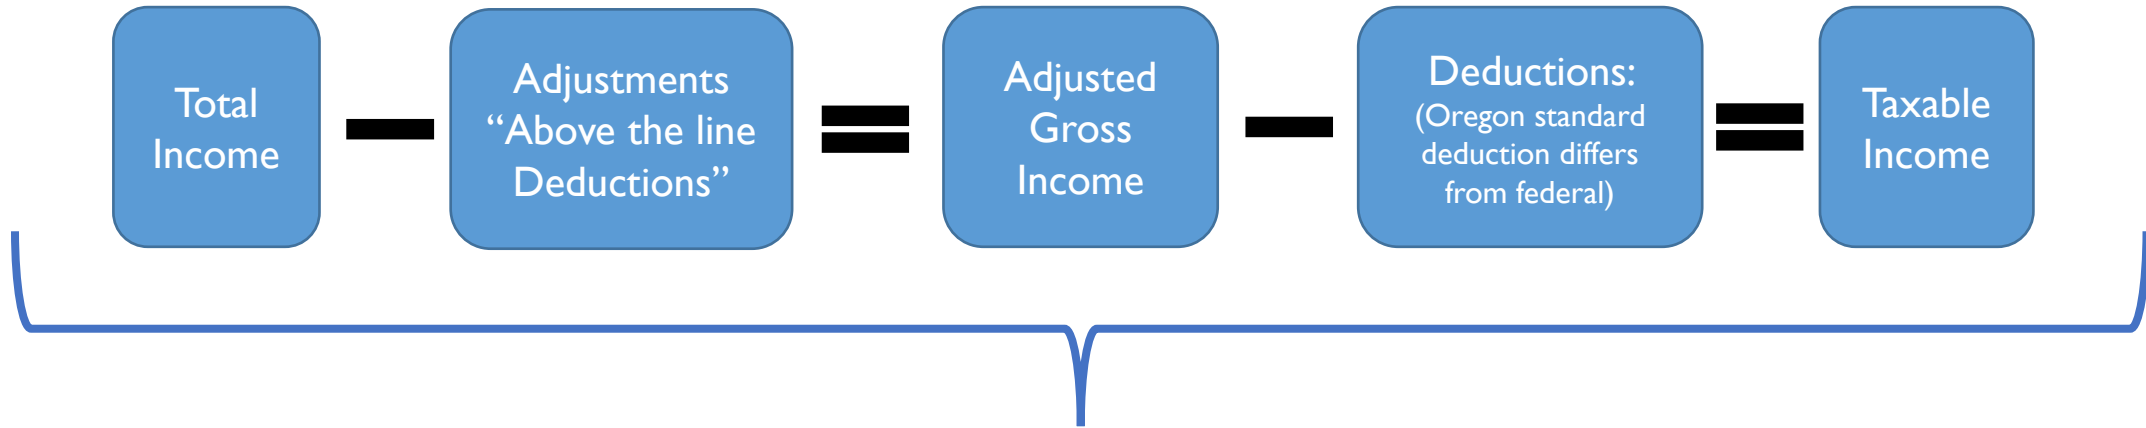 Total
Income
Adjustments
“Above the line
Deductions”
Adjusted
Gross
Income
Deductions:
(Oregon standard
deduction differs
from federal)
Taxable
Income